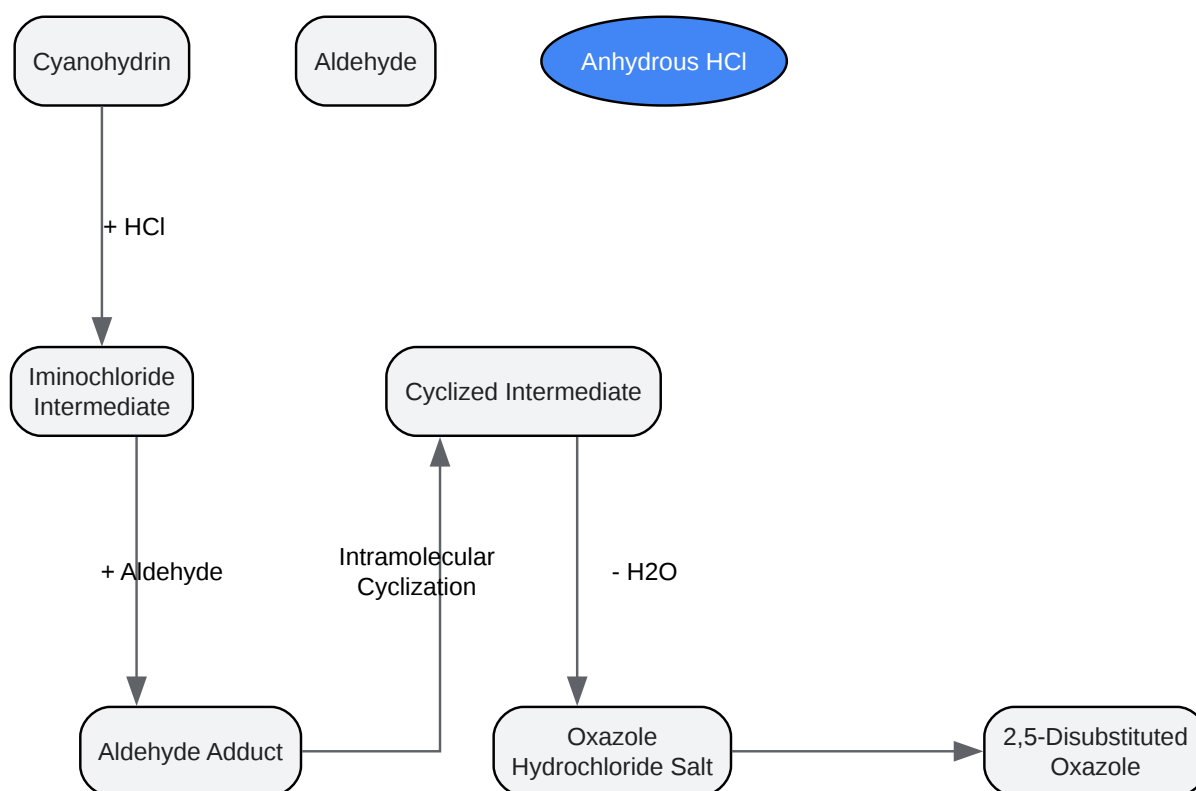 Cyanohydrin
Aldehyde
Anhydrous HCl
+ HCl
Iminochloride
Intermediate
Cyclized Intermediate
+ Aldehyde
Intramolecular
Cyclization
- H2O
Aldehyde Adduct
Oxazole
Hydrochloride Salt
2,5-Disubstituted
Oxazole